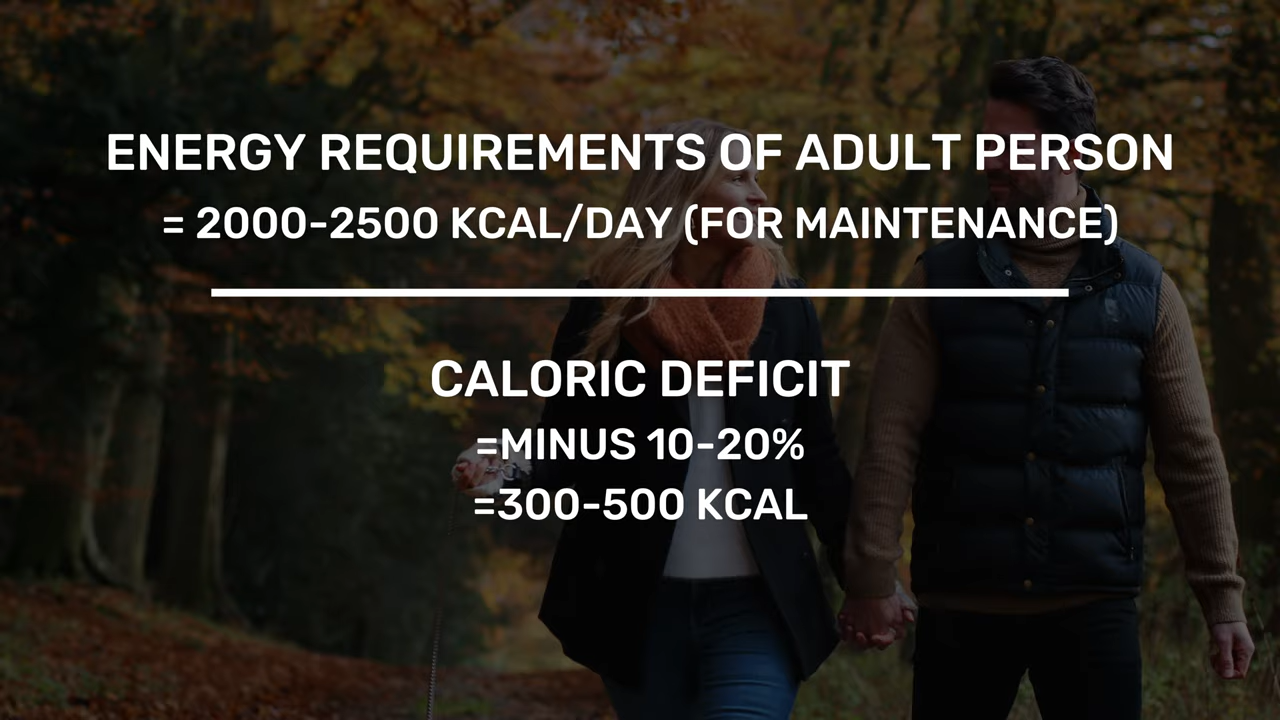 ENERGY REQUIREMENTS OF ADULT PERSON
= 2000-2500 KCAL/DAY (FOR MAINTENANCE)
CALORIC DEFICIT
=MINUS 10-20%
=300-500 KCAL